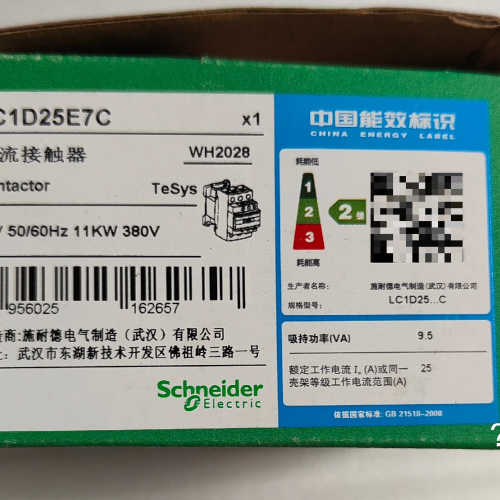 C1D25E7C
x1
流接触器
WH2028
ntactor
TeSys
/ 50/60Hz 11KW 380V
956025 162657
商:施耐德电气制造（武汉）有限公司
：武汉市东湖新技术开发区佛祖岭三路一号
Schneider
Electric
中国能效标识
CHINA ENERGY LABEL
耗能低
1
2
3
2级
耗能高
生产者名称：
施耐德电气制造（武汉）有限公司
规格型号：
LC1D25...C
吸持功率(VA)
9.5
额定工作电流 Iₑ (A)或同一
壳架等级工作电流范围(A)
25
依据国家标准: GB 21518-2008
?